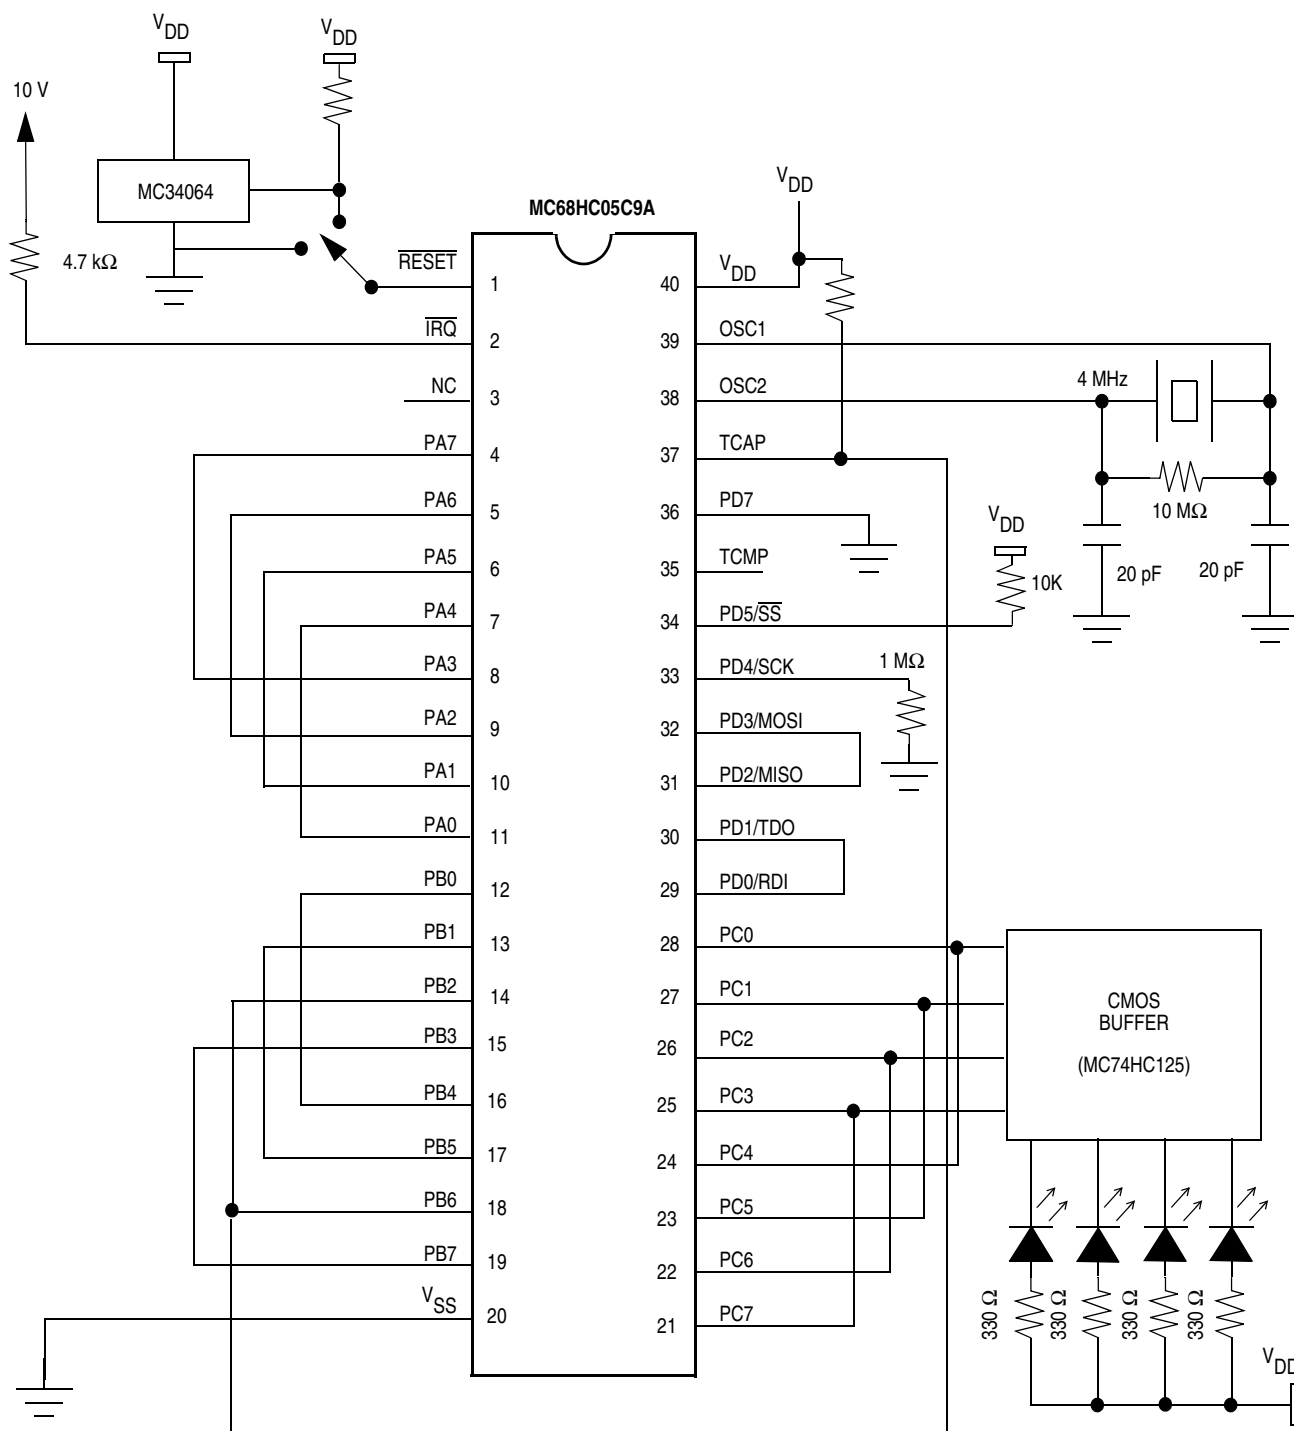 VDD
VDD
10 V
MC34064
4.7 kΩ
MC68HC05C9A
VDD
RESET
1
IRQ
2
NC
3
PA7
4
PA6
5
PA5
6
PA4
7
PA3
8
PA2
9
PA1
10
PA0
11
PB0
12
PB1
13
PB2
14
PB3
15
PB4
16
PB5
17
PB6
18
PB7
19
VSS
20
40
VDD
39
OSC1
38
OSC2
37
TCAP
36
PD7
35
TCMP
34
PD5/SS
33
PD4/SCK
32
PD3/MOSI
31
PD2/MISO
30
PD1/TDO
29
PD0/RDI
28
PC0
27
PC1
26
PC2
25
PC3
24
PC4
23
PC5
22
PC6
21
PC7
4 MHz
10 MΩ
20 pF
20 pF
VDD
10K
1 MΩ
CMOS
BUFFER
(MC74HC125)
330 Ω
330 Ω
330 Ω
330 Ω
VDD